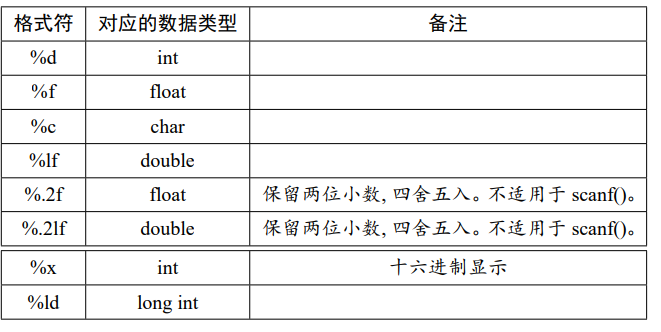 格式符 对应的数据类型 备注
%d int
%f float
%c char
%lf double
%.2f float 保留两位小数, 四舍五入。不适用于 scanf()。
%.2lf double 保留两位小数, 四舍五入。不适用于 scanf()。
%x int 十六进制显示
%ld long int